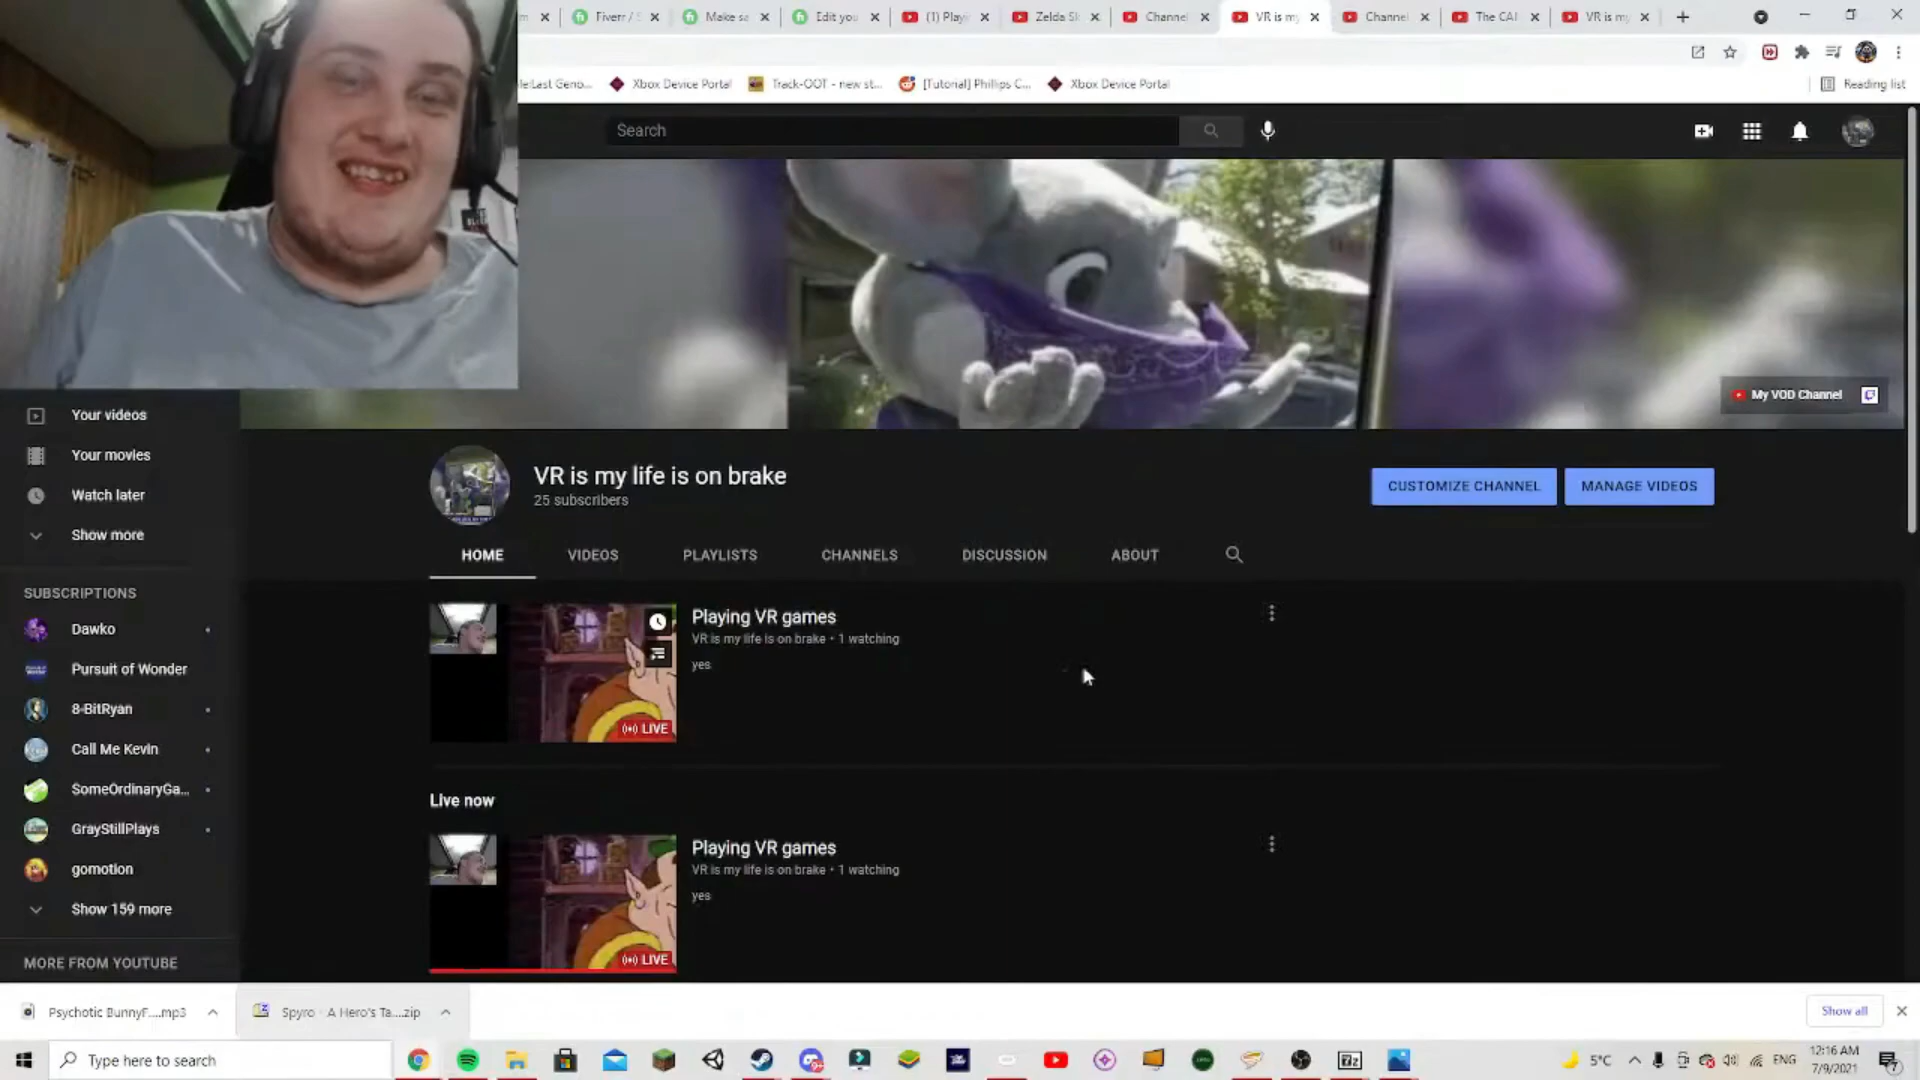 Fiverr / S
Make sa
Edit you
(1) Playi
Zelda Sk
Channel
VR is my
Channel
The CAI
VR is my
Xbox Device Portal
Track-OOT - new st...
[Tutorial] Phillips C...
Xbox Device Portal
Reading list
Search
My VOD Channel
Your videos
Your movies
Watch later
Show more
VR is my life is on brake
25 subscribers
CUSTOMIZE CHANNEL
MANAGE VIDEOS
HOME
VIDEOS
PLAYLISTS
CHANNELS
DISCUSSION
ABOUT
SUBSCRIPTIONS
Dawko
Pursuit of Wonder
8-BitRyan
Call Me Kevin
SomeOrdinaryGa...
GrayStillPlays
gomotion
Show 159 more
MORE FROM YOUTUBE
Playing VR games
VR is my life is on brake • 1 watching
yes
LIVE
Live now
Playing VR games
VR is my life is on brake • 1 watching
yes
LIVE
Psychotic BunnyF....mp3
Spyro - A Hero's Ta....zip
Show all
Type here to search
5°C
ENG
12:16 AM
7/9/2021